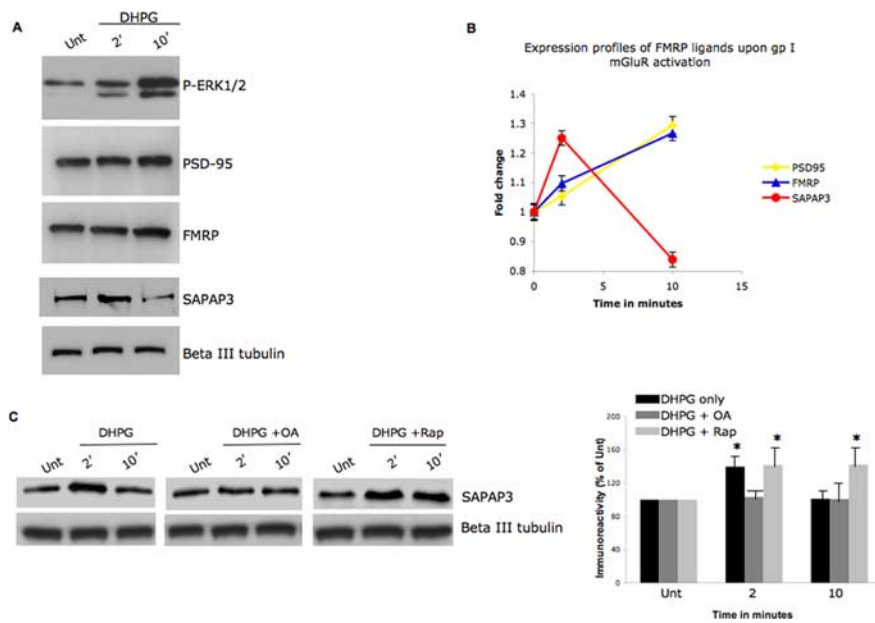 A
DHPG
Unt 2' 10'
P-ERK1/2
PSD-95
FMRP
SAPAP3
Beta III tubulin
B
Expression profiles of FMRP ligands upon gp I
mGluR activation
1.4
1.3
1.2
1.1
1
0.9
0.8
0 5 10 15
Fold change
Time in minutes
PSD95
FMRP
SAPAP3
C
DHPG
Unt 2' 10'
DHPG +OA
Unt 2' 10'
DHPG +Rap
Unt 2' 10'
SAPAP3
Beta III tubulin
DHPG only
DHPG + OA
DHPG + Rap
Immunoreactivity (% of Unt)
200
160
120
80
40
0
* * *
Unt 2 10
Time in minutes